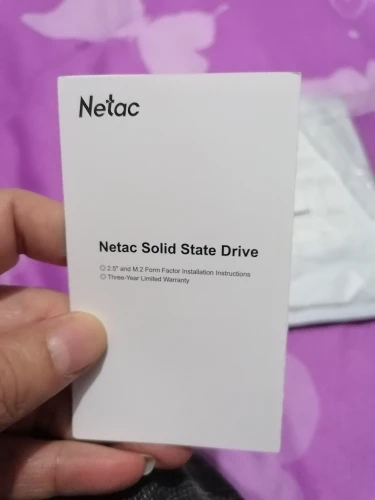 Netac
Netac Solid State Drive
2.5" and M.2 Form Factor Installation Instructions
Three-Year Limited Warranty